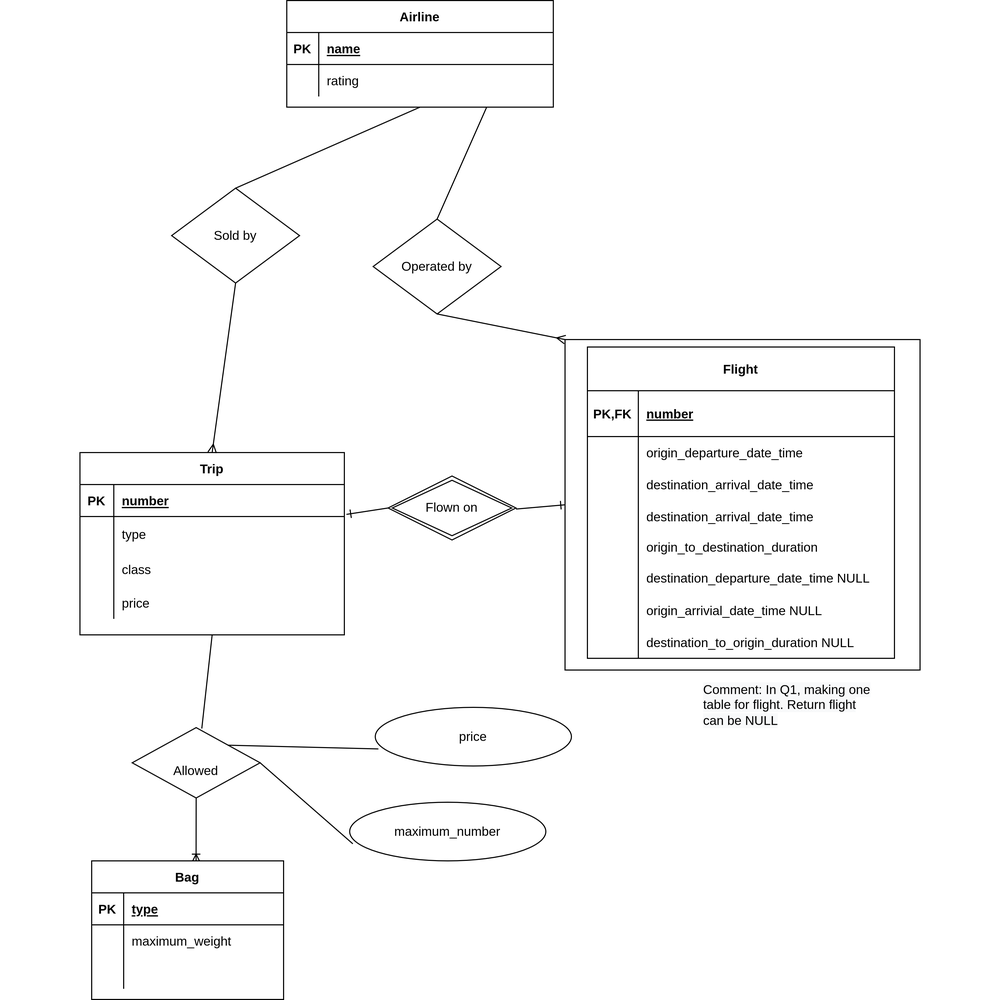 Airline
PK name
rating
Sold by
Operated by
Flight
PK,FK number
origin_departure_date_time
destination_arrival_date_time
destination_arrival_date_time
origin_to_destination_duration
destination_departure_date_time NULL
origin_arrivial_date_time NULL
destination_to_origin_duration NULL
Trip
PK number
type
class
price
Flown on
Comment: In Q1, making one
table for flight. Return flight
can be NULL
price
Allowed
maximum_number
Bag
PK type
maximum_weight